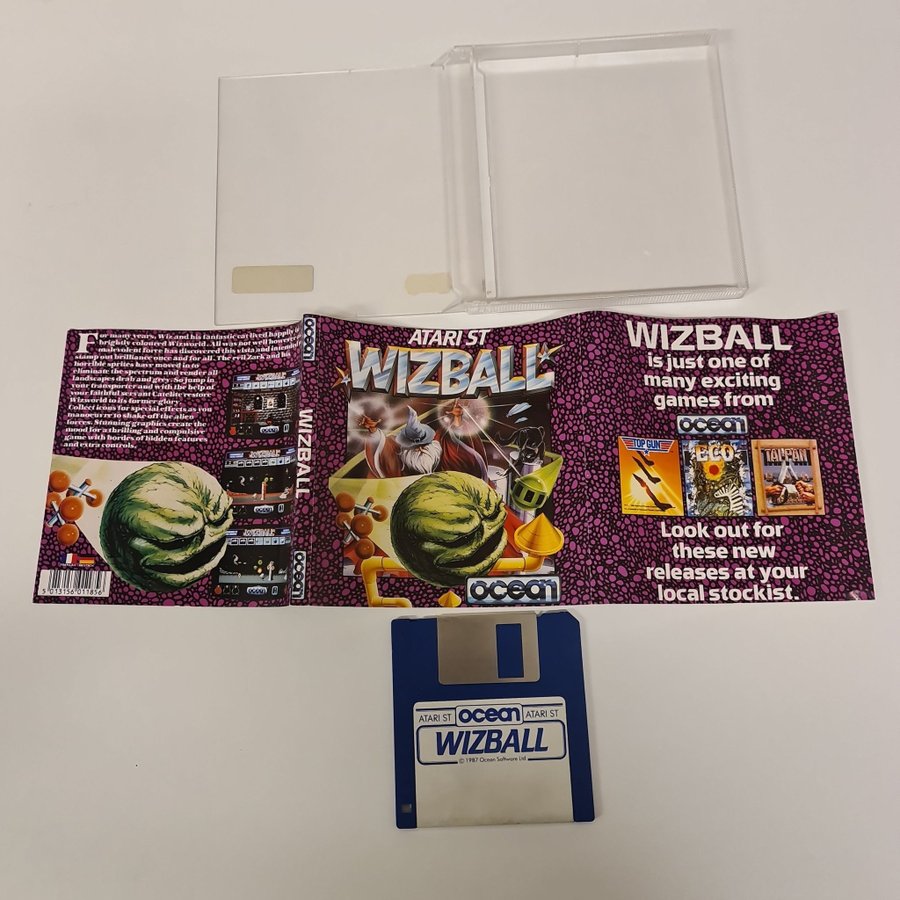 For many years, Wiz and his fantastic cat lived happily in
brightly coloured Wizworld. All was not well however
malevolent force has discovered this vista and intends
stamp out brilliance once and for all. The evil Zark and his
horrible sprites have moved in to
eliminate the spectrum and render all
landscapes drab and grey. So jump in
your transporter and with the help of
your faithful servant Catelite restore
Wizworld to its former glory.
Collect icons for special effects as you
manoeuvre to shake off the alien
forces. Stunning graphics create the
mood for a thrilling and compulsive
game with hordes of hidden features
and extra controls.
5 013156 011856
ocean
WIZBALL
ocean
ATARI ST
WIZBALL
ocean
WIZBALL
is just one of
many exciting
games from
ocean
TOP GUN
ECO
TAI-PAN
Look out for
these new
releases at your
local stockist.
ATARI ST ocean ATARI ST
WIZBALL
© 1987 Ocean Software Ltd